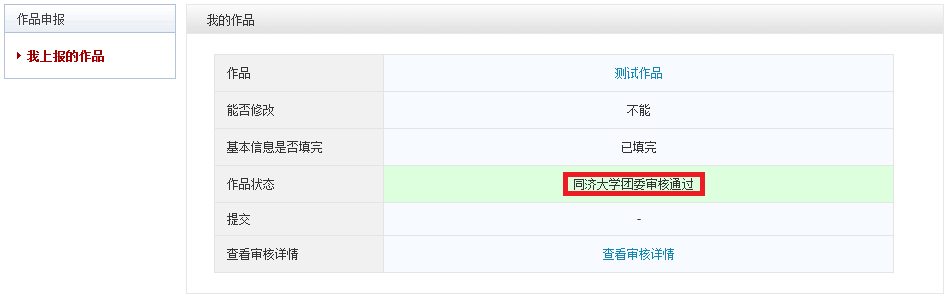 作品申报
我上报的作品
我的作品
作品 测试作品
能否修改 不能
基本信息是否填完 已填完
作品状态 同济大学团委审核通过
提交 -
查看审核详情 查看审核详情